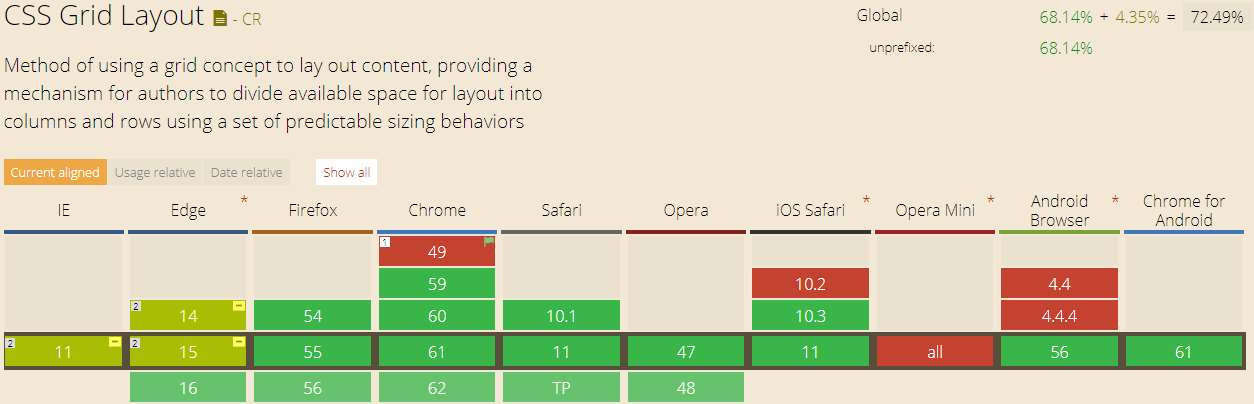 CSS Grid Layout - CR
Global 68.14% + 4.35% = 72.49%
unprefixed: 68.14%
Method of using a grid concept to lay out content, providing a
mechanism for authors to divide available space for layout into
columns and rows using a set of predictable sizing behaviors
Current aligned Usage relative Date relative Show all
IE Edge * Firefox Chrome Safari Opera iOS Safari * Opera Mini * Android Browser * Chrome for Android
1 49
59 10.2 4.4
2 14 - 54 60 10.1 10.3 4.4.4
2 11 - 2 15 - 55 61 11 47 11 all 56 61
16 56 62 TP 48